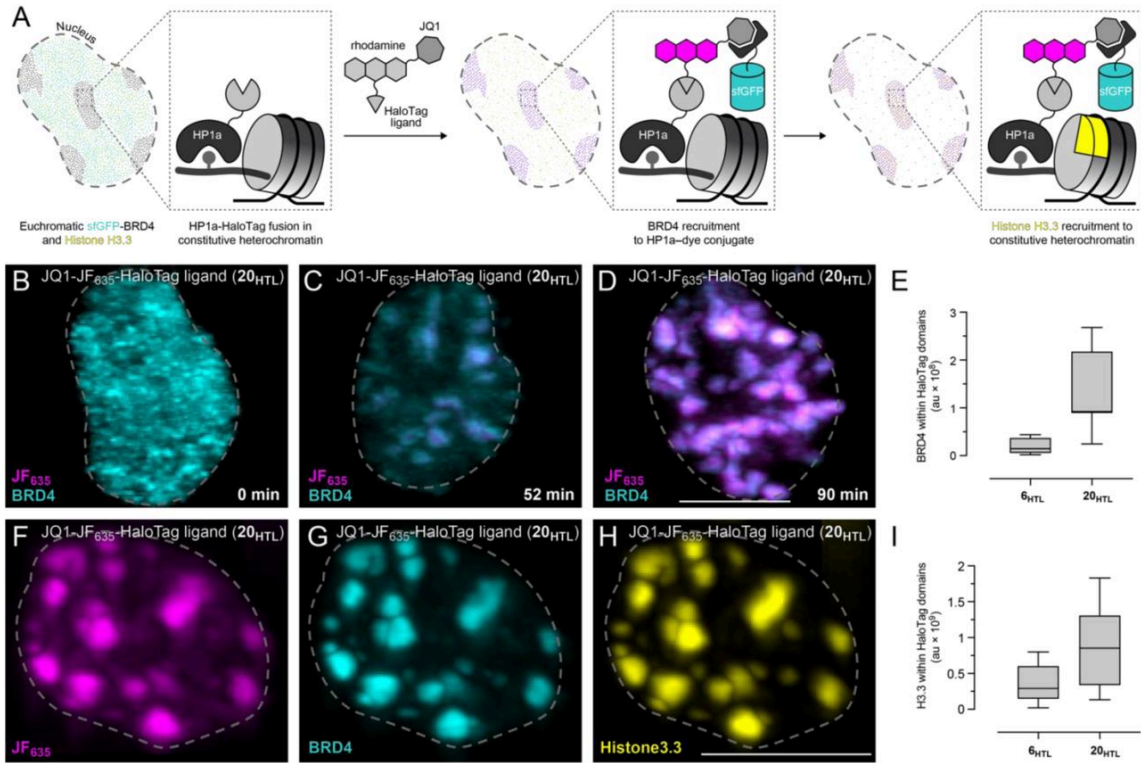 A
Nucleus
HP1a
rhodamine
JQ1
HaloTag
ligand
sfGFP
HP1a
sfGFP
HP1a
Euchromatic sfGFP-BRD4
and Histone H3.3
HP1a-HaloTag fusion in
constitutive heterochromatin
BRD4 recruitment
to HP1a–dye conjugate
Histone H3.3 recruitment to
constitutive heterochromatin
B
JQ1-JF635-HaloTag ligand (20HTL)
JF635
BRD4
0 min
C
JQ1-JF635-HaloTag ligand (20HTL)
JF635
BRD4
52 min
D
JQ1-JF635-HaloTag ligand (20HTL)
JF635
BRD4
90 min
E
BRD4 within HaloTag domains
(au × 10⁸)
3
2
1
0
6HTL
20HTL
F
JQ1-JF635-HaloTag ligand (20HTL)
JF635
G
JQ1-JF635-HaloTag ligand (20HTL)
BRD4
H
JQ1-JF635-HaloTag ligand (20HTL)
Histone3.3
I
H3.3 within HaloTag domains
(au × 10⁹)
2
1.5
1
0.5
0
6HTL
20HTL